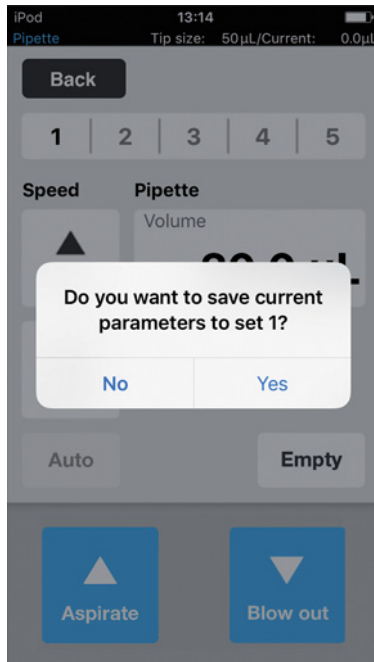 iPod 13:14
Pipette Tip size: 50µL/Current: 0.0µL
Back
1 2 3 4 5
Speed Pipette
Volume
Do you want to save current
parameters to set 1?
No Yes
Auto Empty
Aspirate Blow out